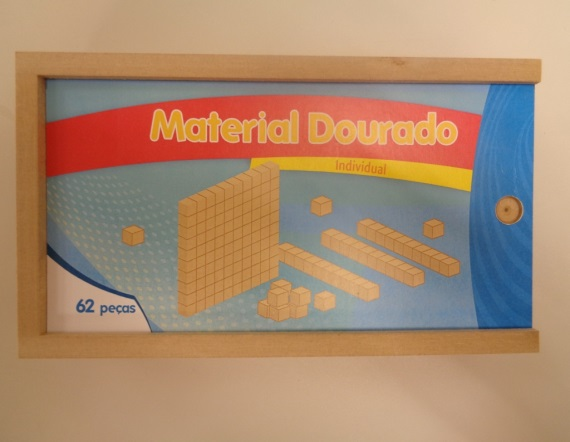 Material Dourado
Individual
62 peças